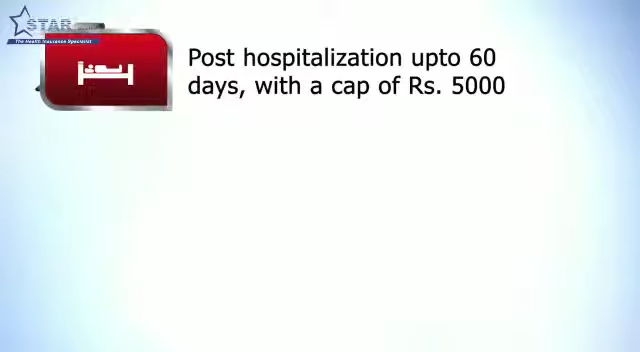 STAR
The Health Insurance Specialist
Post hospitalization upto 60
days, with a cap of Rs. 5000